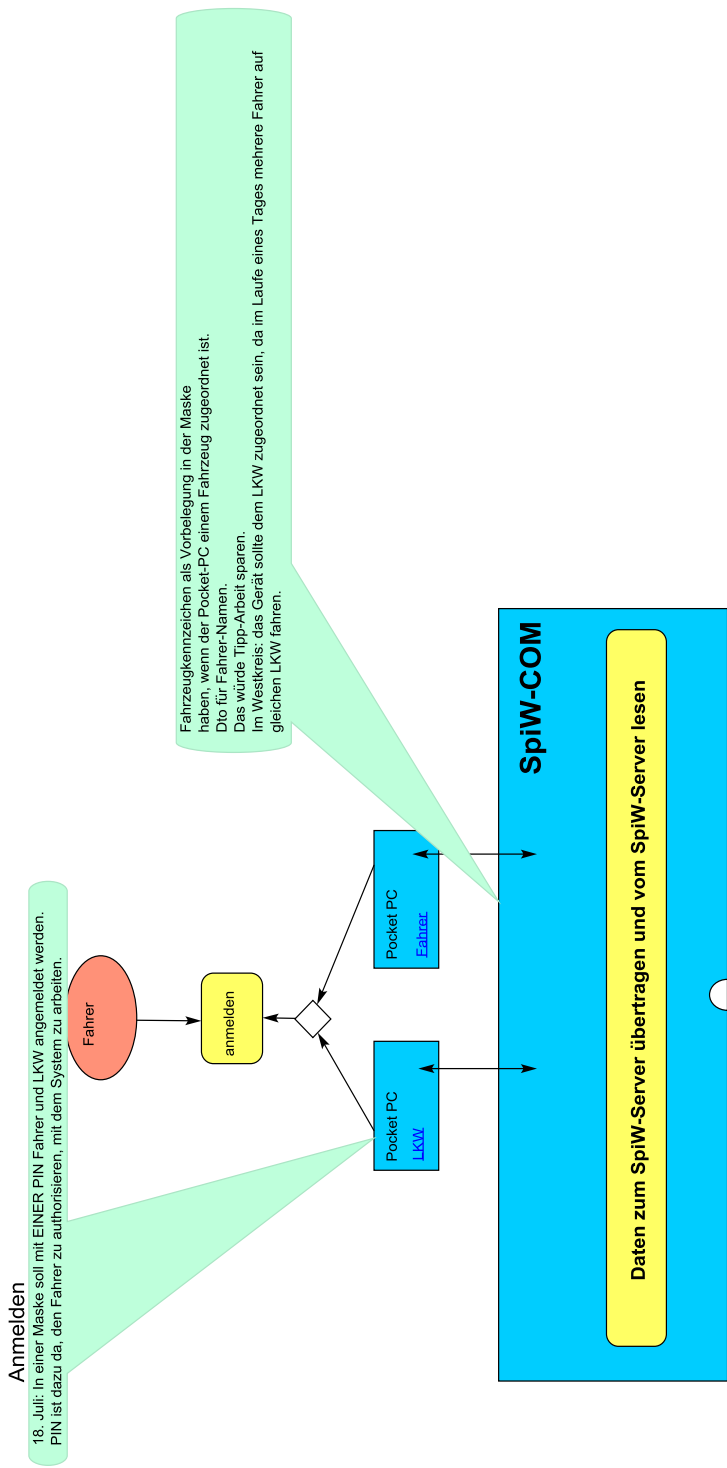 Anmelden
18. Juli: In einer Maske soll mit EINER PIN Fahrer und LKW angemeldet werden.
PIN ist dazu da, den Fahrer zu authorisieren, mit dem System zu arbeiten.
Fahrer
anmelden
Fahrzeugkennzeichen als Vorbelegung in der Maske
haben, wenn der Pocket-PC einem Fahrzeug zugeordnet ist.
Dto für Fahrer-Namen.
Das würde Tipp-Arbeit sparen.
Im Westkreis: das Gerät sollte dem LKW zugeordnet sein, da im Laufe eines Tages mehrere Fahrer auf
gleichen LKW fahren.
Pocket PC
LKW
Pocket PC
Fahrer
SpiW-COM
Daten zum SpiW-Server übertragen und vom SpiW-Server lesen